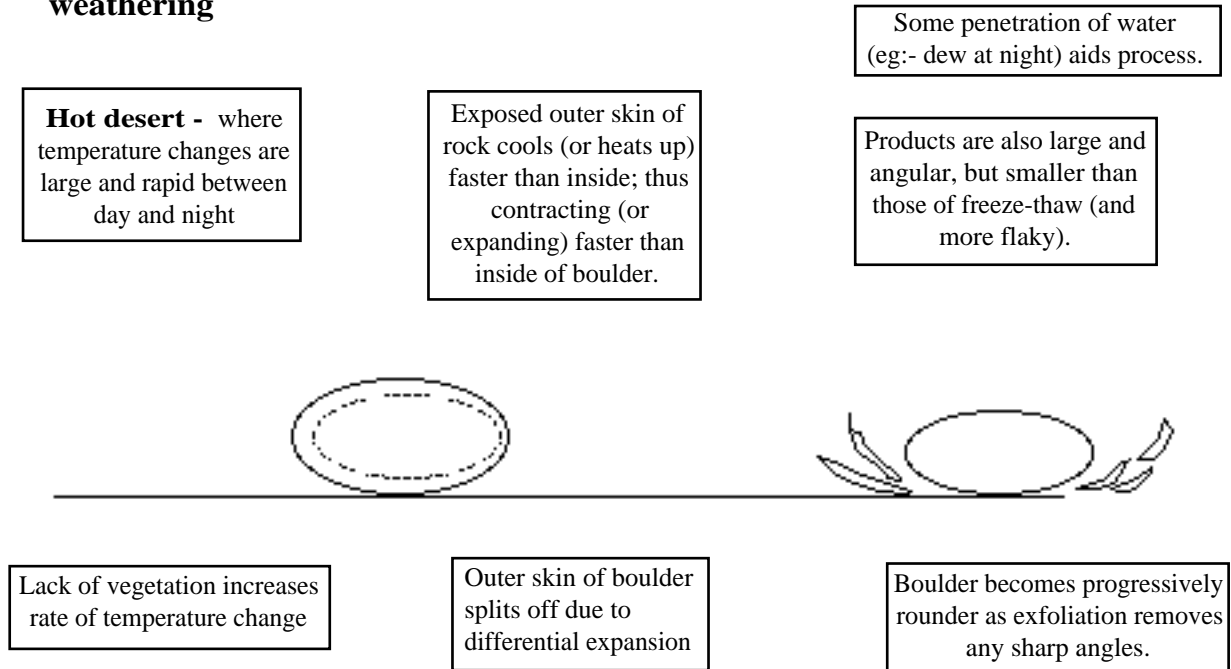 weathering
Some penetration of water
(eg:- dew at night) aids process.
Hot desert - where
temperature changes are
large and rapid between
day and night
Exposed outer skin of
rock cools (or heats up)
faster than inside; thus
contracting (or
expanding) faster than
inside of boulder.
Products are also large and
angular, but smaller than
those of freeze-thaw (and
more flaky).
Lack of vegetation increases
rate of temperature change
Outer skin of boulder
splits off due to
differential expansion
Boulder becomes progressively
rounder as exfoliation removes
any sharp angles.